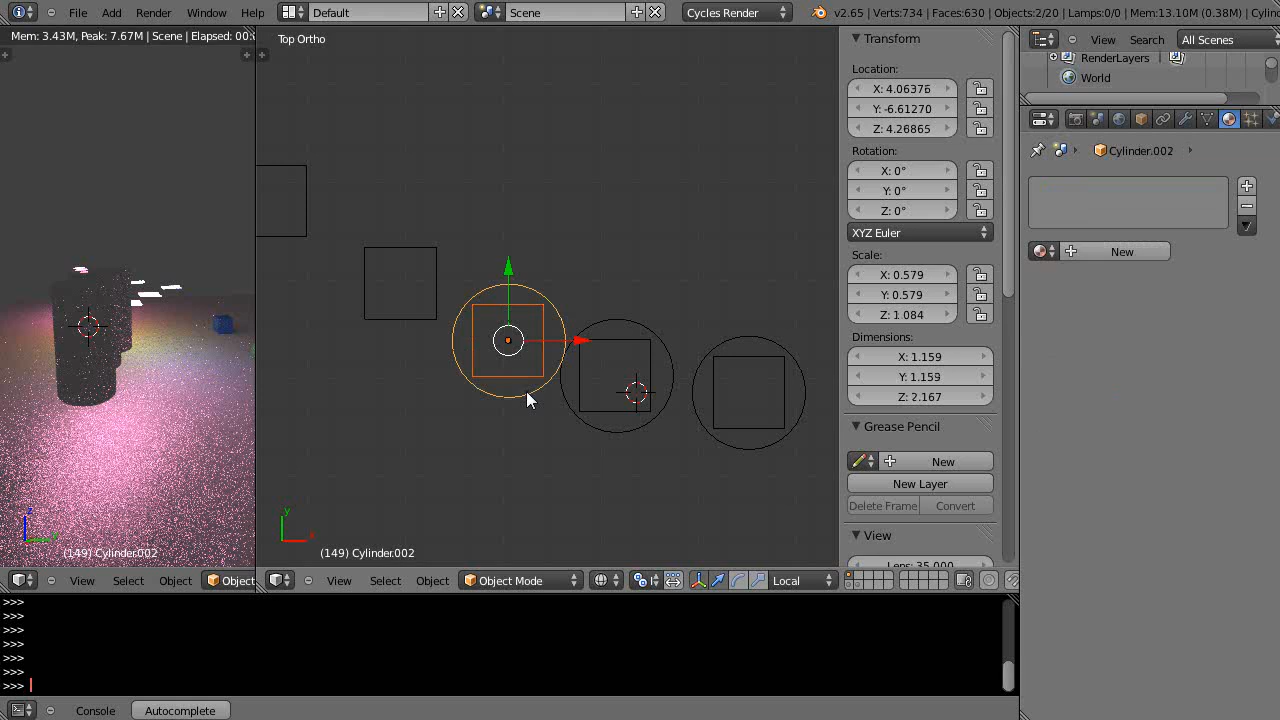 File Add Render Window Help Default Scene Cycles Render v2.65 | Verts:734 | Faces:630 | Objects:2/20 | Lamps:0/0 | Mem:13.10M (0.38M) | Cylinc
Mem: 3.43M, Peak: 7.67M | Scene | Elapsed: 00:
Top Ortho
Transform
View Search All Scenes
RenderLayers
World
Location:
X: 4.06376
Y: -6.61270
Z: 4.26865
Rotation:
X: 0°
Y: 0°
Z: 0°
XYZ Euler
Cylinder.002
New
Scale:
X: 0.579
Y: 0.579
Z: 1.084
Dimensions:
X: 1.159
Y: 1.159
Z: 2.167
Grease Pencil
New
New Layer
Delete Frame Convert
View
Lens: 35.000
z
y
x
(149) Cylinder.002
(149) Cylinder.002
View Select Object Object
View Select Object Object Mode Local
>>>
>>>
>>>
>>>
>>>
>>>
>>>
Console Autocomplete